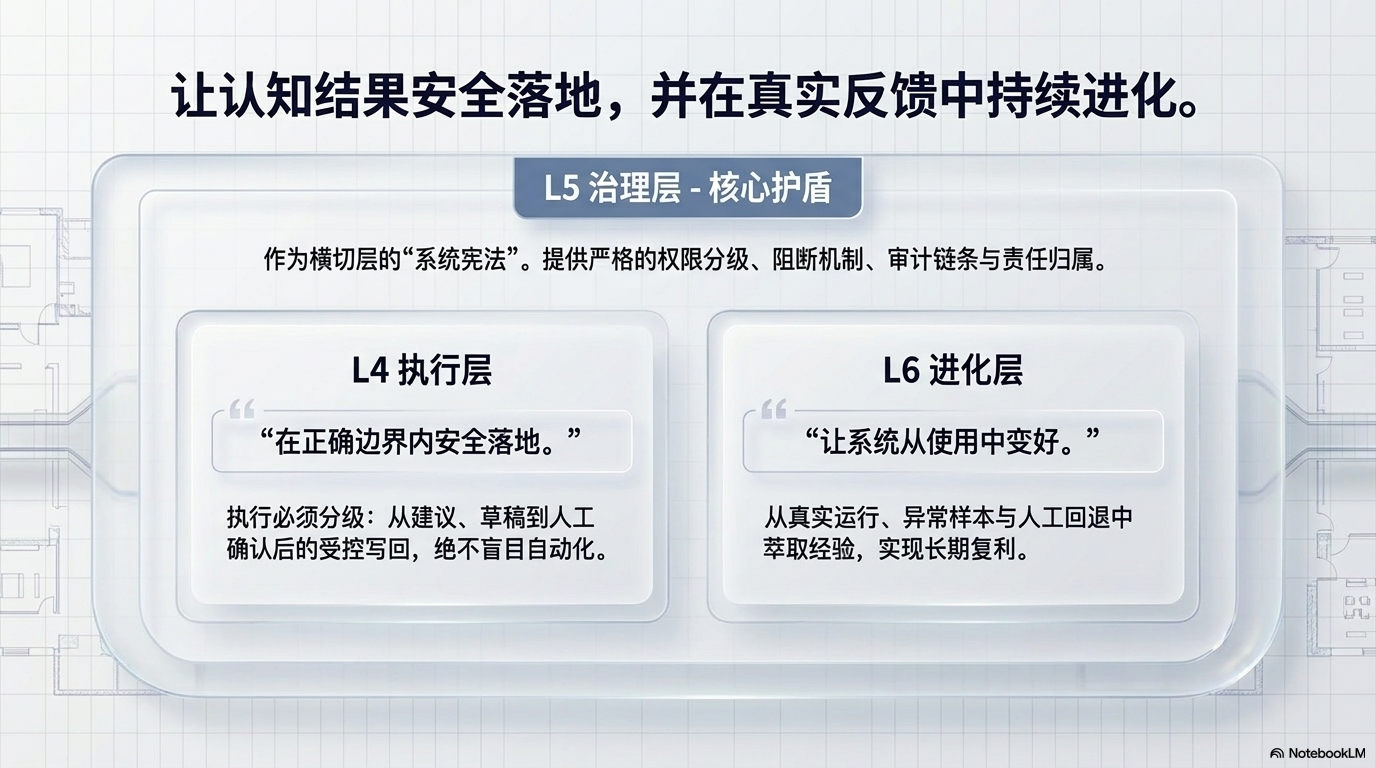 让认知结果安全落地，并在真实反馈中持续进化。
L5 治理层 - 核心护盾
作为横切层的“系统宪法”。提供严格的权限分级、阻断机制、审计链条与责任归属。
L4 执行层
“在正确边界内安全落地。”
执行必须分级：从建议、草稿到人工
确认后的受控写回，绝不盲目自动化。
L6 进化层
“让系统从使用中变好。”
从真实运行、异常样本与人工回退中
萃取经验，实现长期复利。
NotebookLM